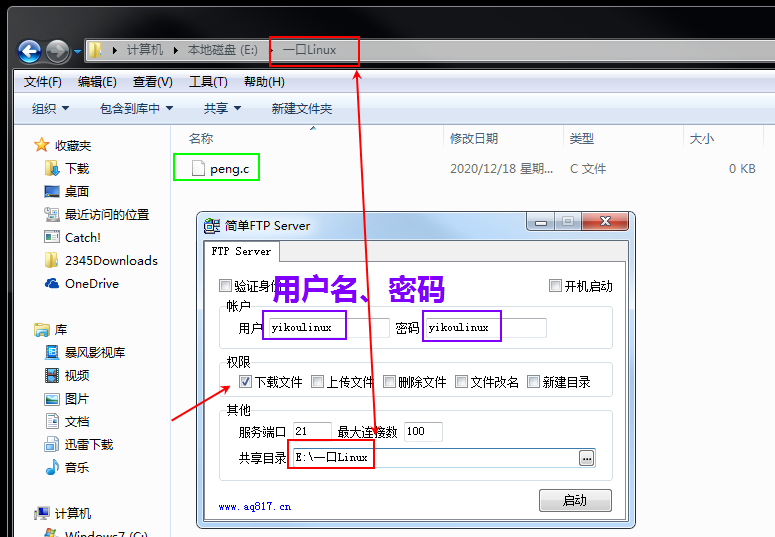 计算机 本地磁盘 (E:) 一口Linux
文件(F) 编辑(E) 查看(V) 工具(T) 帮助(H)
组织 包含到库中 共享 新建文件夹
收藏夹
下载
桌面
最近访问的位置
Catch!
2345Downloads
OneDrive
库
暴风影视库
视频
图片
文档
迅雷下载
音乐
计算机
Windows7 (C:)
名称 修改日期 类型 大小
peng.c 2020/12/18 星期... C 文件 0 KB
简单FTP Server
FTP Server
验证身份 开机启动
用户名、密码
帐户
用户 yikoulinux 密码 yikoulinux
权限
下载文件 上传文件 删除文件 文件改名 新建目录
其他
服务端口 21 最大连接数 100
共享目录 E:\一口Linux ...
www.aq817.cn 启动